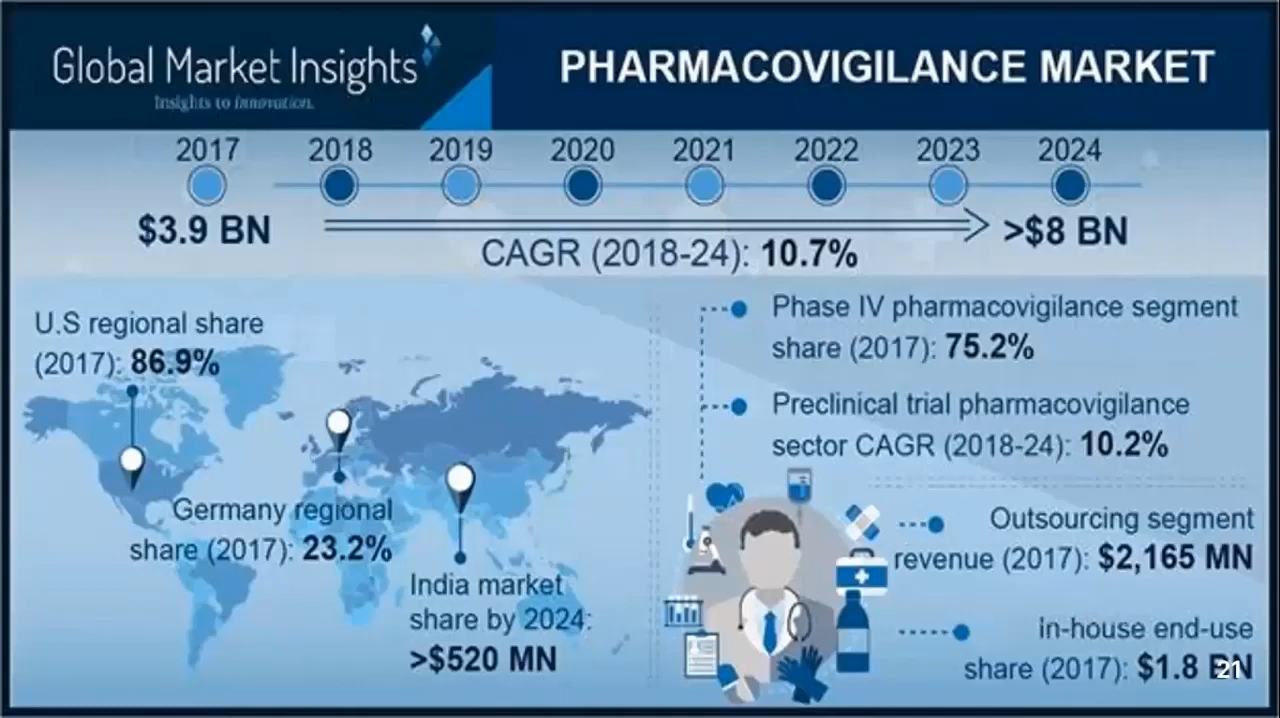 Global Market Insights
Insights to Innovation.
PHARMACOVIGILANCE MARKET
2017 2018 2019 2020 2021 2022 2023 2024
$3.9 BN
>$8 BN
CAGR (2018-24): 10.7%
U.S regional share
(2017): 86.9%
Germany regional
share (2017): 23.2%
India market
share by 2024:
>$520 MN
Phase IV pharmacovigilance segment
share (2017): 75.2%
Preclinical trial pharmacovigilance
sector CAGR (2018-24): 10.2%
Outsourcing segment
revenue (2017): $2,165 MN
In-house end-use
share (2017): $1.8 BN
21